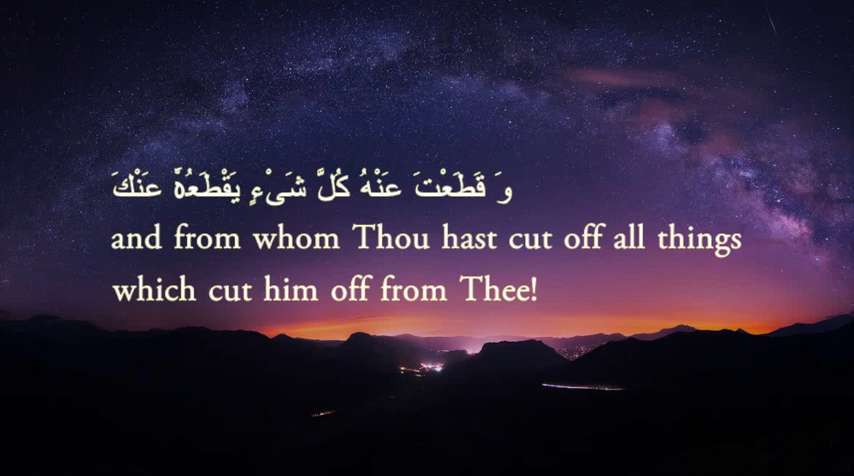 وَ قَطَعْتَ عَنْهُ كُلَّ شَىْءٍ يَقْطَعُهُ عَنْكَ
and from whom Thou hast cut off all things
which cut him off from Thee!